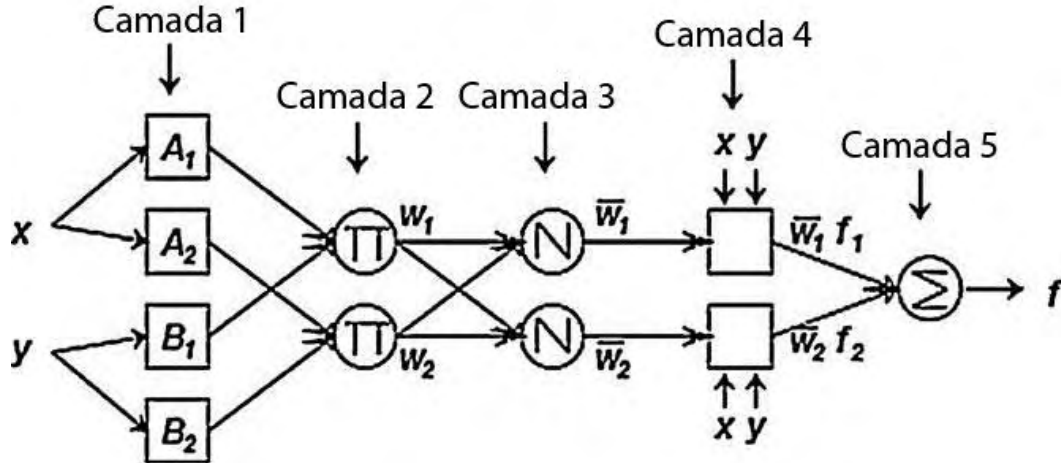 Camada 1
Camada 4
Camada 2
Camada 3
Camada 5
x
y
A₁
A₂
B₁
B₂
Π
Π
w₁
w₂
N
N
w̅₁
w̅₂
x y
x y
w̅₁ f₁
w̅₂ f₂
Σ
f